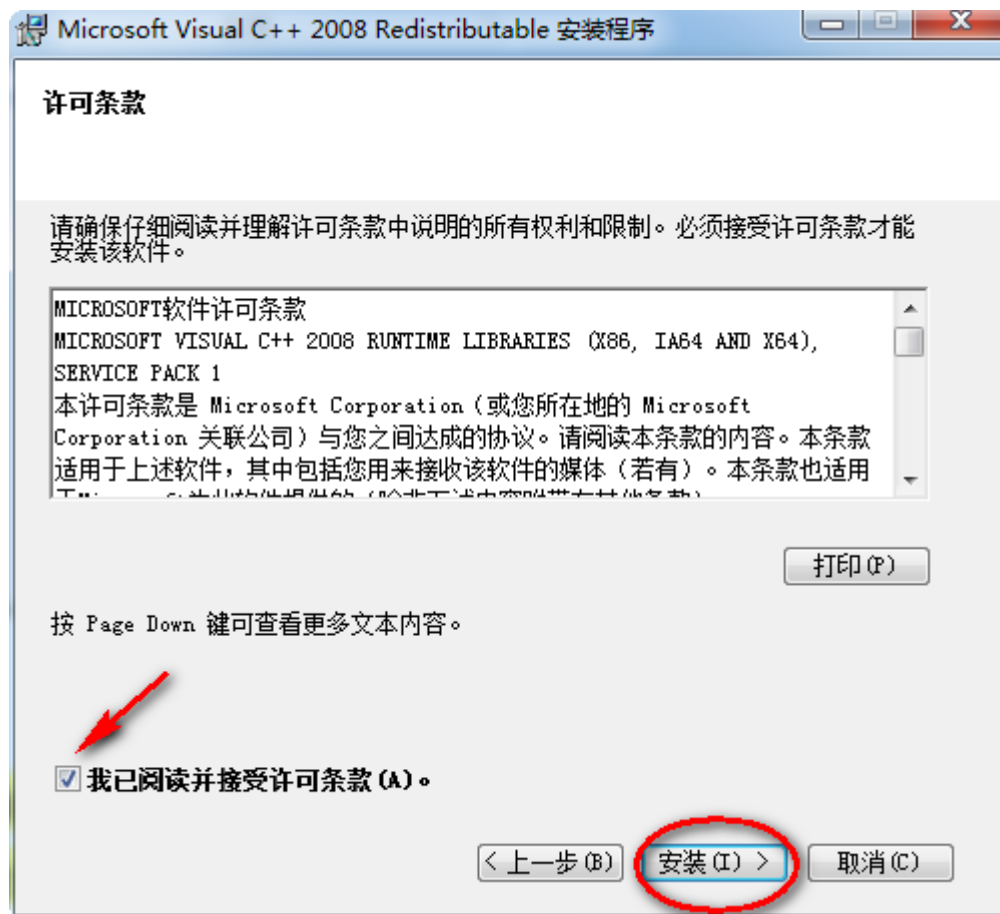 Microsoft Visual C++ 2008 Redistributable 安装程序
许可条款
请确保仔细阅读并理解许可条款中说明的所有权利和限制。必须接受许可条款才能
安装该软件。
MICROSOFT软件许可条款
MICROSOFT VISUAL C++ 2008 RUNTIME LIBRARIES (X86, IA64 AND X64),
SERVICE PACK 1
本许可条款是 Microsoft Corporation（或您所在地的 Microsoft
Corporation 关联公司）与您之间达成的协议。请阅读本条款的内容。本条款
适用于上述软件，其中包括您用来接收该软件的媒体（若有）。本条款也适用
打印(P)
按 Page Down 键可查看更多文本内容。
我已阅读并接受许可条款(A)。
< 上一步(B)
安装(I) >
取消(C)